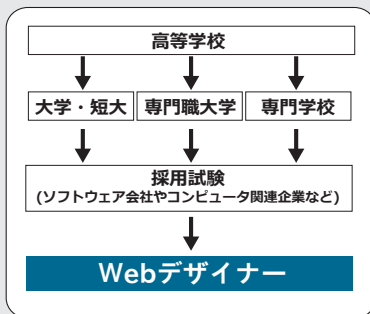 高等学校
大学・短大
専門職大学
専門学校
採用試験
(ソフトウェア会社やコンピュータ関連企業など)
Webデザイナー